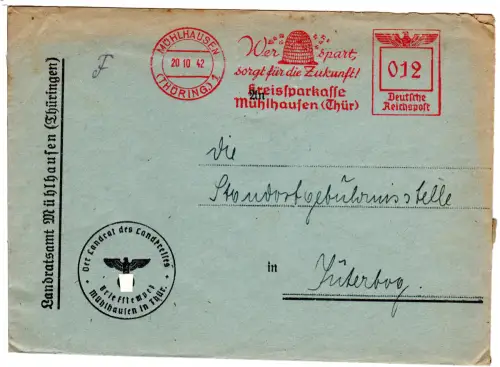 MÜHLHAUSEN
20 10 42
(THÜRING) 1
Wer spart,
sorgt für die Zukunft!
Kreissparkasse
Mühlhausen (Thür)
012
Deutsche
Reichspost
F
Landratsamt Mühlhausen (Thüringen)
An
die
Standortgebührnisstelle
in
Jüterbog.
Der Landrat des Landkreises
Briefstempel
Mühlhausen in Thür.